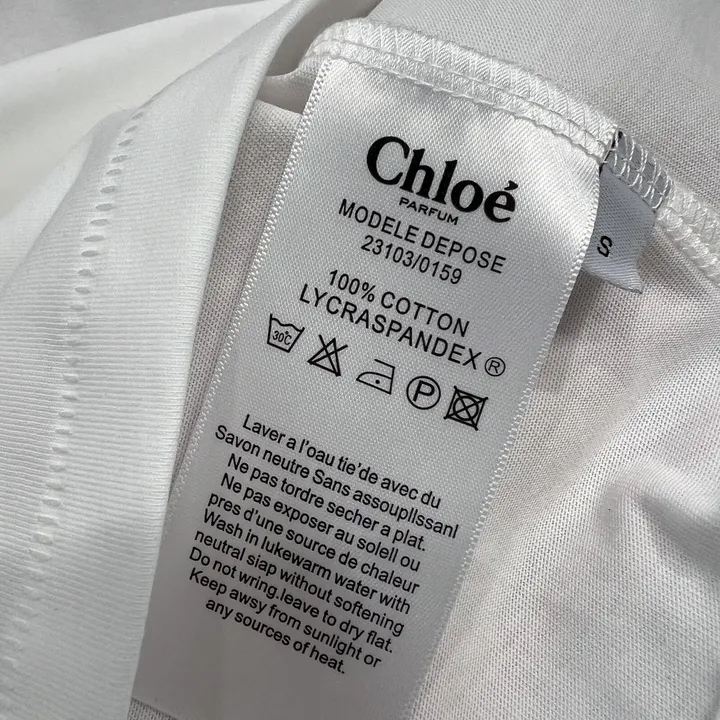 Chloé
PARFUM
MODELE DEPOSE
23103/0159
100% COTTON
LYCRASPANDEX®
30C
P
Laver a l'oau tie'de avec du
Savon neutre Sans assoupllssanl
Ne pas tordre secher a plat.
Ne pas exposer au solell ou
pres d'une source de chaleur
Wash in lukewarm water with
neutral siap without softening
Do not wring.leave to dry flat.
Keep away from sunlight or
any sources of heat.
S